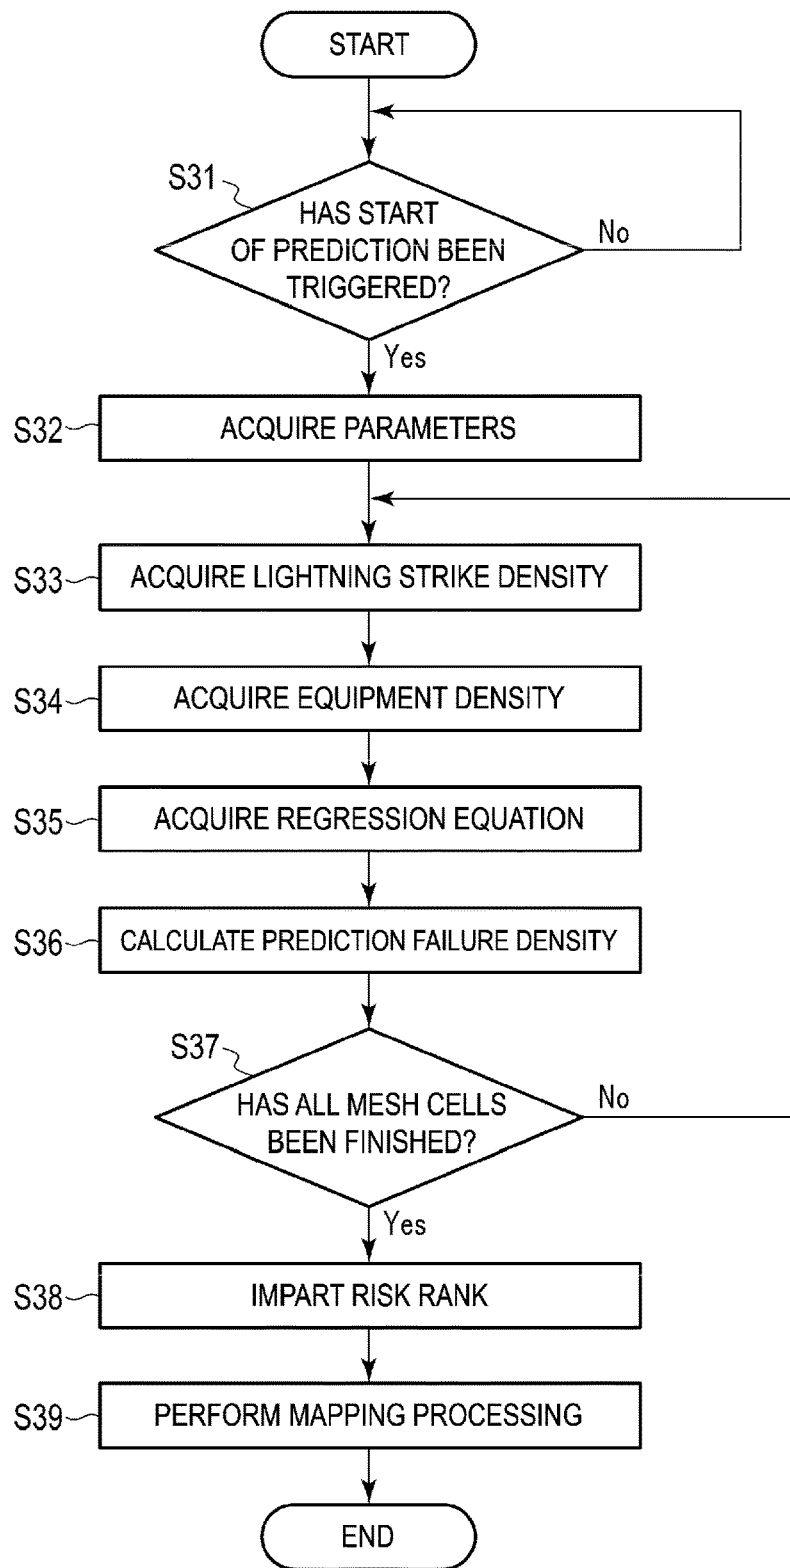 START
S31
HAS START
OF PREDICTION BEEN
TRIGGERED?
No
Yes
S32
ACQUIRE PARAMETERS
S33
ACQUIRE LIGHTNING STRIKE DENSITY
S34
ACQUIRE EQUIPMENT DENSITY
S35
ACQUIRE REGRESSION EQUATION
S36
CALCULATE PREDICTION FAILURE DENSITY
S37
HAS ALL MESH CELLS
BEEN FINISHED?
No
Yes
S38
IMPART RISK RANK
S39
PERFORM MAPPING PROCESSING
END